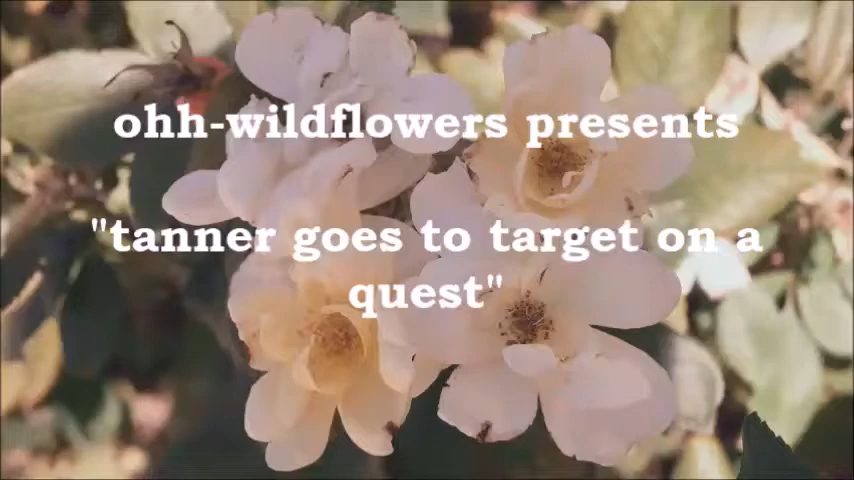 ohh-wildflowers presents
"tanner goes to target on a
quest"